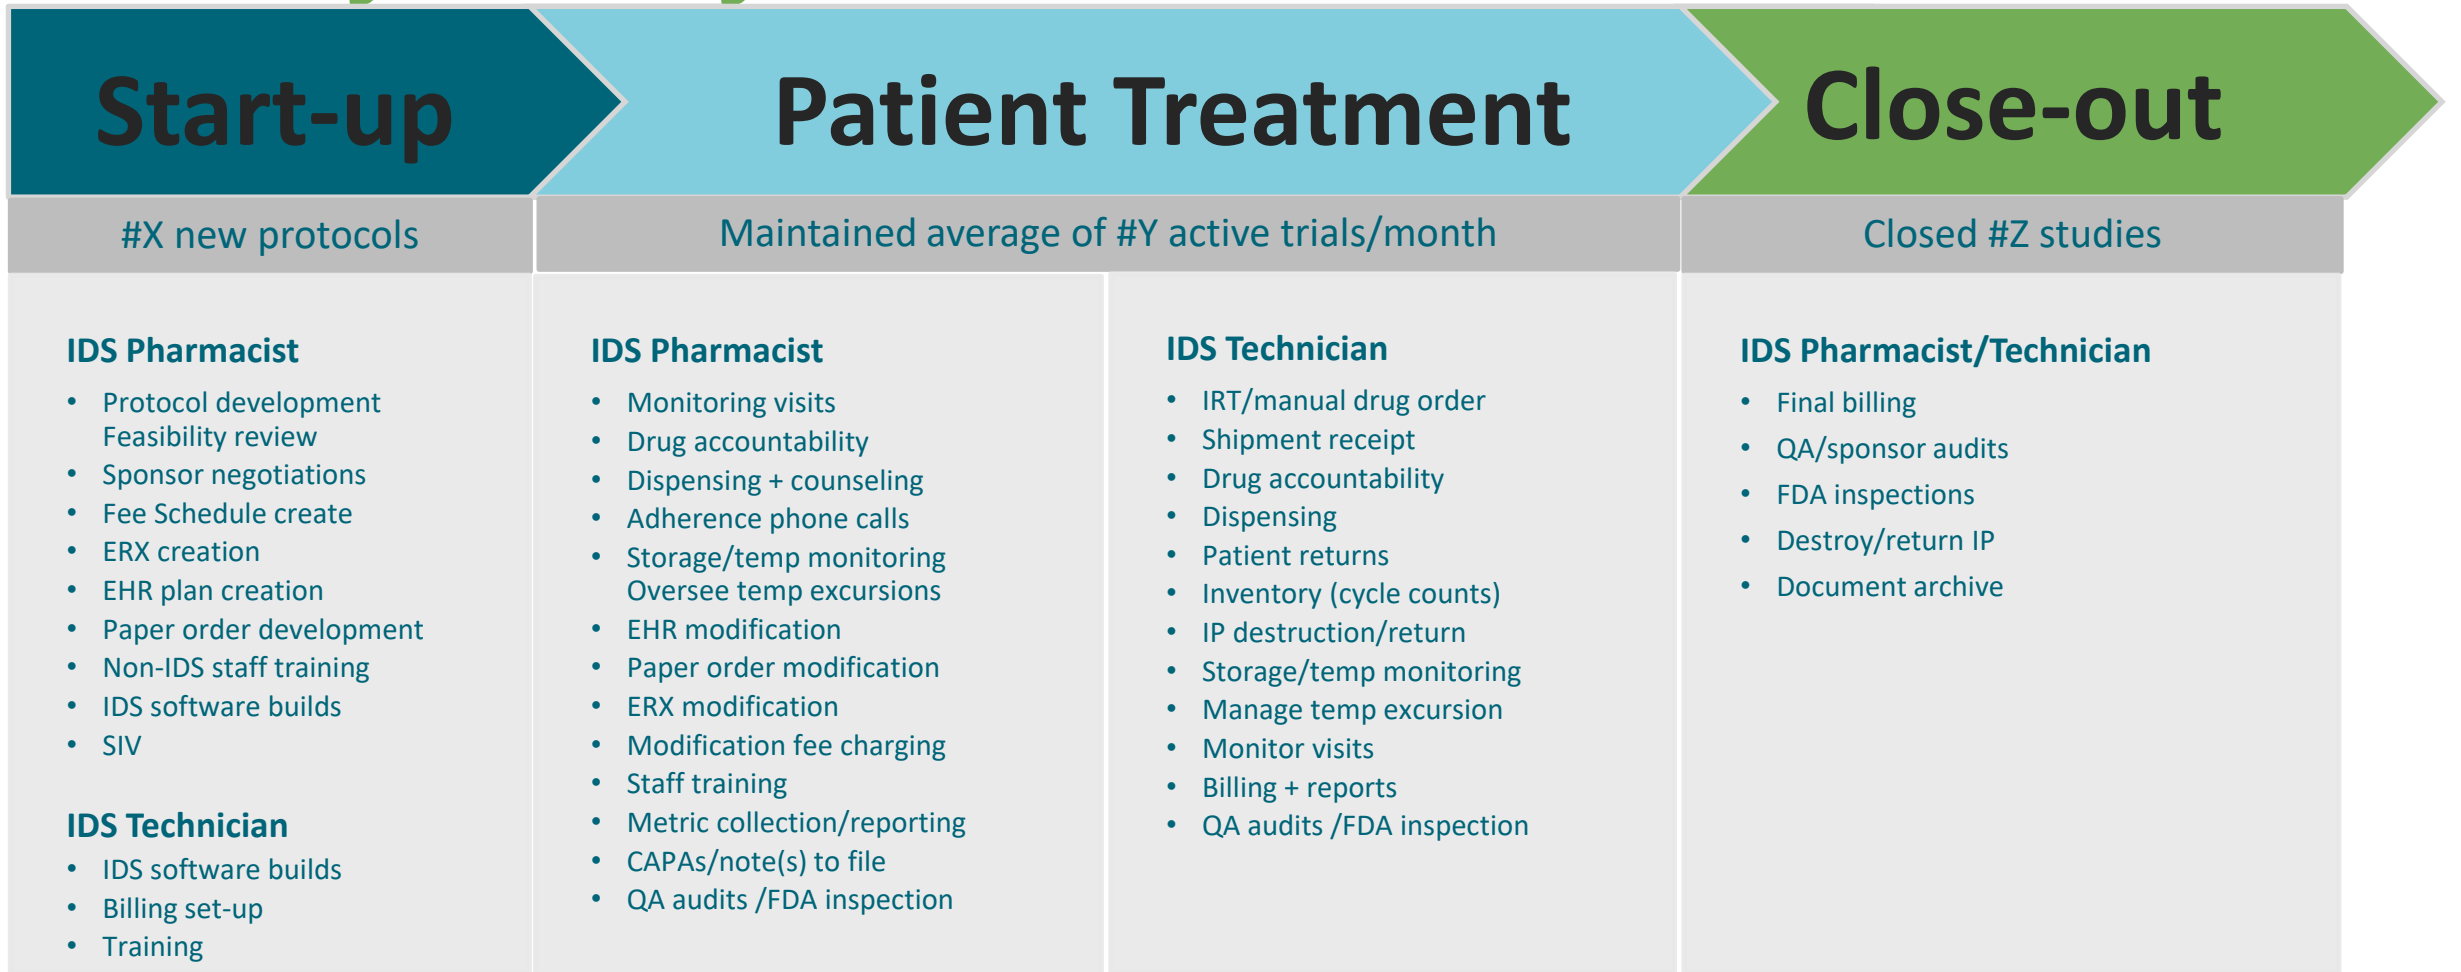 Start-up
Patient Treatment
Close-out
#X new protocols
Maintained average of #Y active trials/month
Closed #Z studies
IDS Pharmacist
• Protocol development
Feasibility review
• Sponsor negotiations
• Fee Schedule create
• ERX creation
• EHR plan creation
• Paper order development
• Non-IDS staff training
• IDS software builds
• SIV
IDS Technician
• IDS software builds
• Billing set-up
• Training
IDS Pharmacist
• Monitoring visits
• Drug accountability
• Dispensing + counseling
• Adherence phone calls
• Storage/temp monitoring
Oversee temp excursions
• EHR modification
• Paper order modification
• ERX modification
• Modification fee charging
• Staff training
• Metric collection/reporting
• CAPAs/note(s) to file
• QA audits /FDA inspection
IDS Technician
• IRT/manual drug order
• Shipment receipt
• Drug accountability
• Dispensing
• Patient returns
• Inventory (cycle counts)
• IP destruction/return
• Storage/temp monitoring
• Manage temp excursion
• Monitor visits
• Billing + reports
• QA audits /FDA inspection
IDS Pharmacist/Technician
• Final billing
• QA/sponsor audits
• FDA inspections
• Destroy/return IP
• Document archive